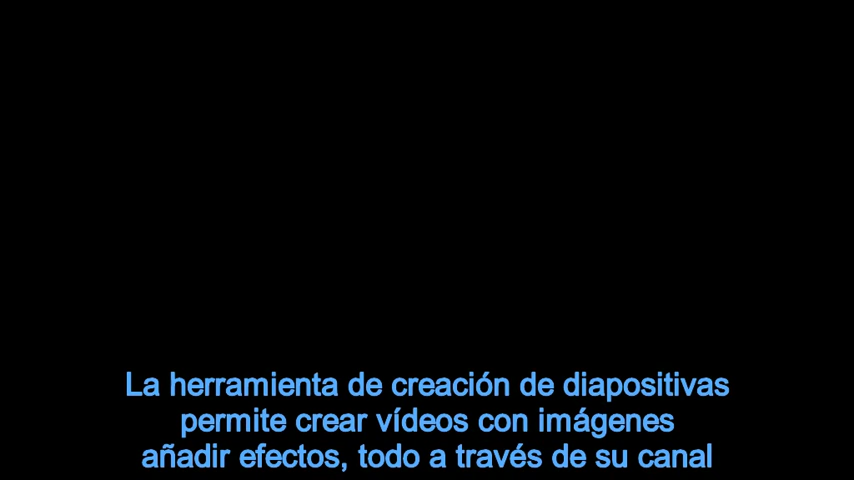 La herramienta de creación de diapositivas
permite crear vídeos con imágenes
añadir efectos, todo a través de su canal